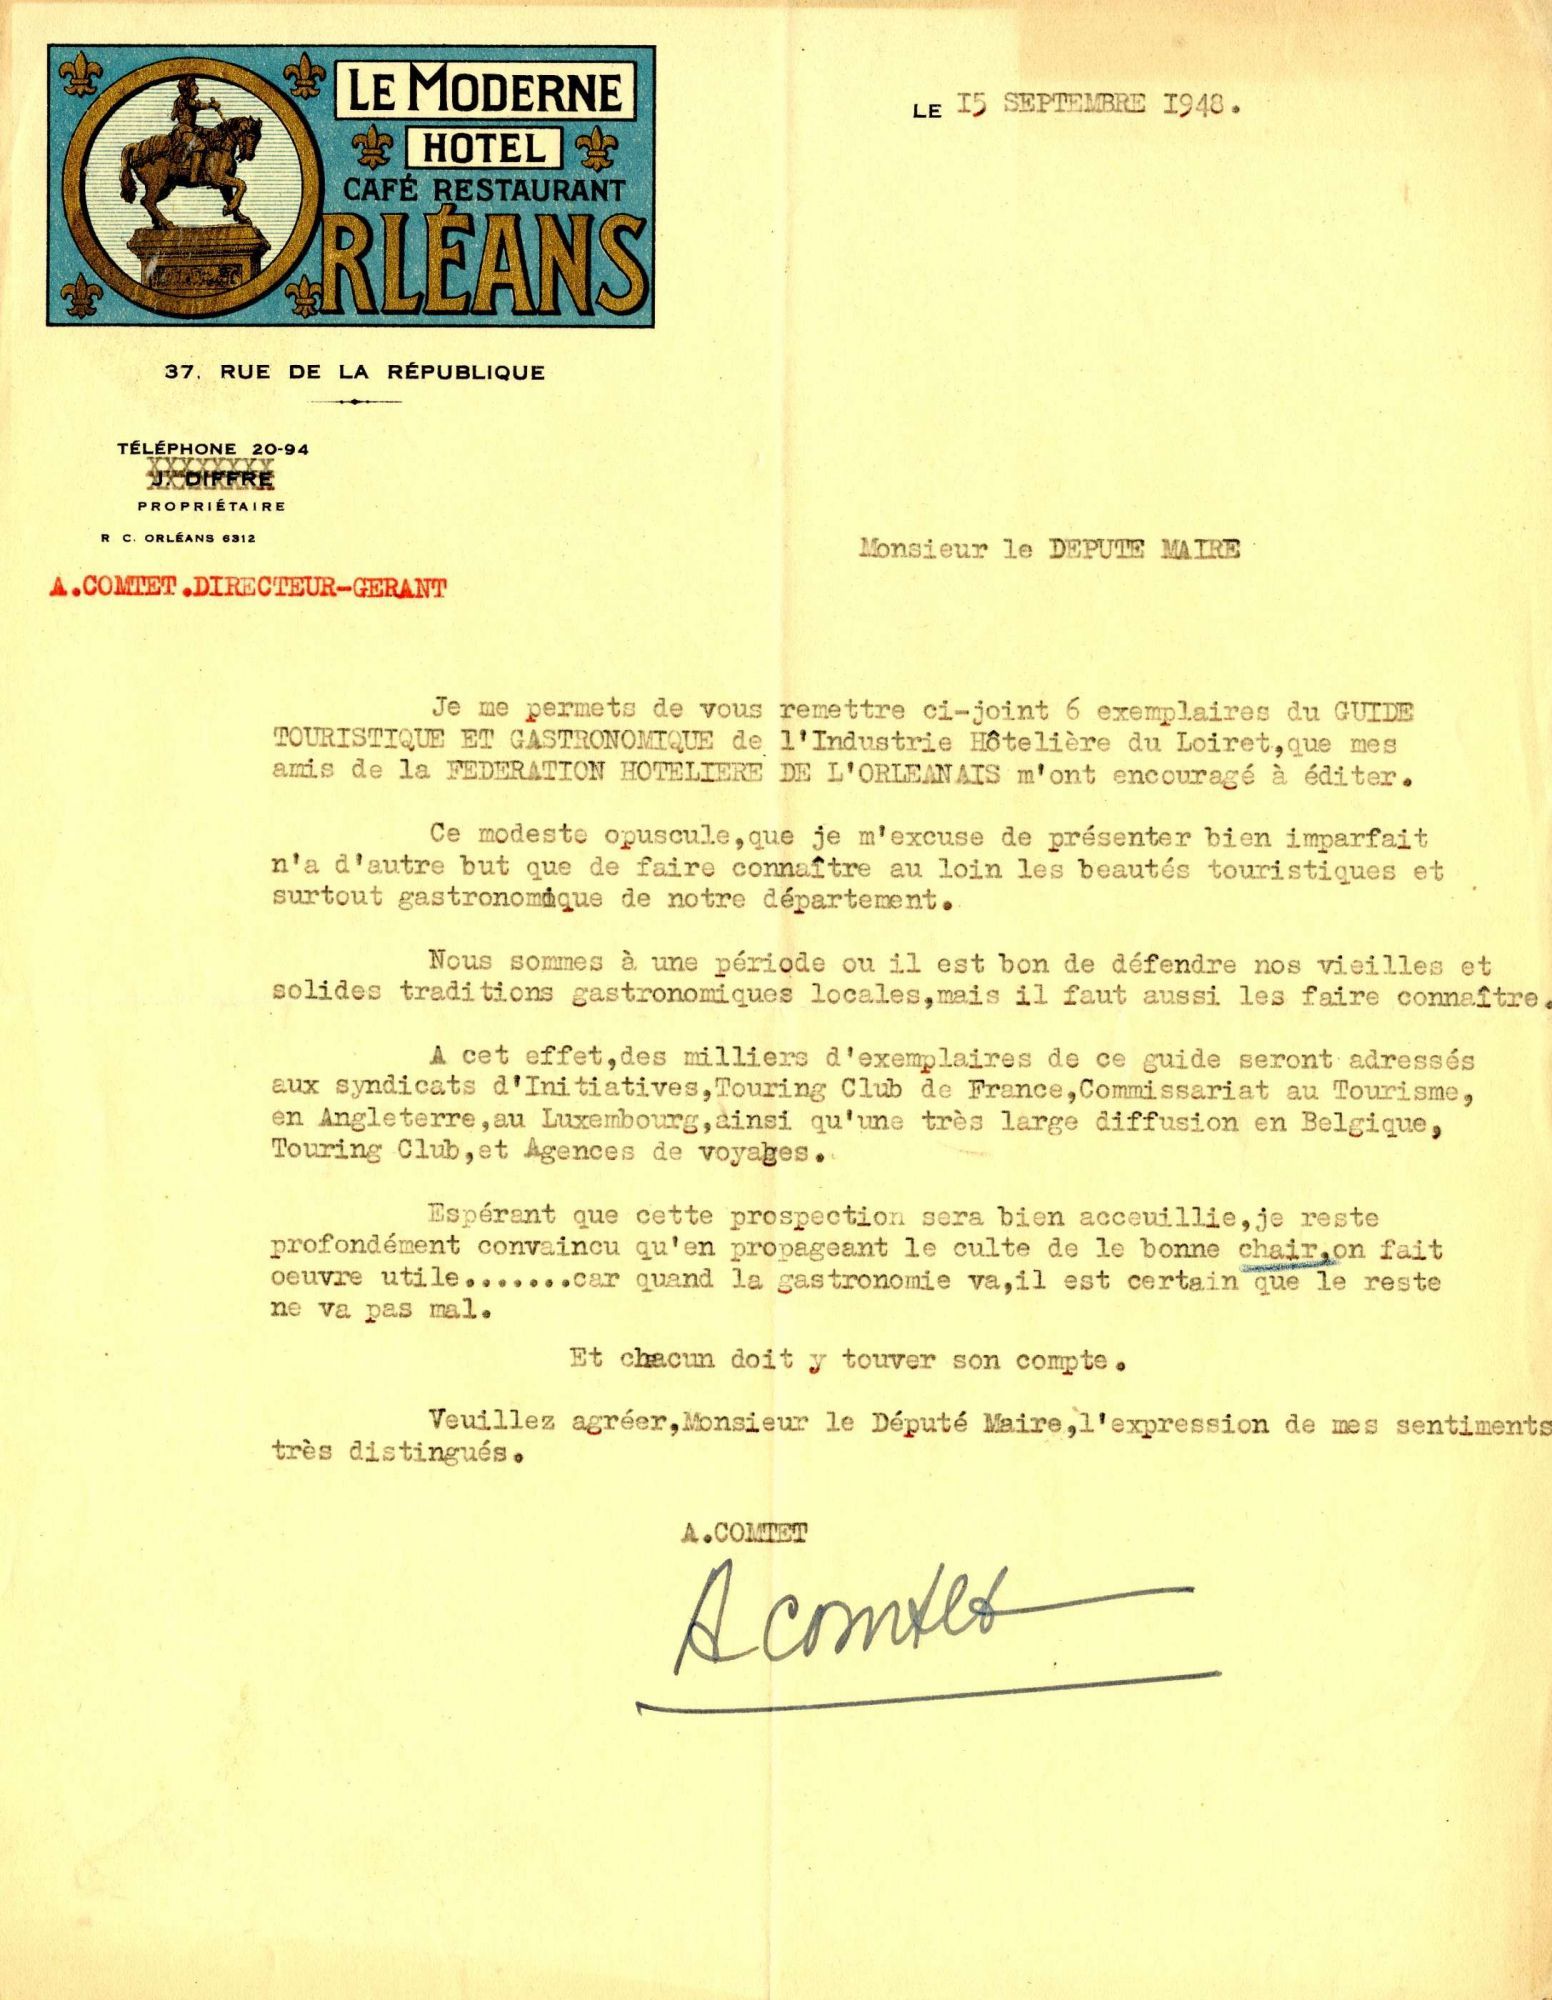 LE MODERNE
HOTEL
CAFÉ RESTAURANT
ORLÉANS
LE 15 SEPTEMBRE 1948.
37, RUE DE LA RÉPUBLIQUE
TÉLÉPHONE 20-94
J. DIFFRE
PROPRIÉTAIRE
R C. ORLÉANS 6312
A.COMTET.DIRECTEUR-GERANT
Monsieur le DEPUTE MAIRE
Je me permets de vous remettre ci-joint 6 exemplaires du GUIDE
TOURISTIQUE ET GASTRONOMIQUE de l'Industrie Hôtelière du Loiret,que mes
amis de la FEDERATION HOTELIERE DE L'ORLEANAIS m'ont encouragé à éditer.
Ce modeste opuscule,que je m'excuse de présenter bien imparfait
n'a d'autre but que de faire connaître au loin les beautés touristiques et
surtout gastronomique de notre département.
Nous sommes à une période ou il est bon de défendre nos vieilles et
solides traditions gastronomiques locales,mais il faut aussi les faire connaître.
A cet effet,des milliers d'exemplaires de ce guide seront adressés
aux syndicats d'Initiatives,Touring Club de France,Commissariat au Tourisme,
en Angleterre,au Luxembourg,ainsi qu'une très large diffusion en Belgique,
Touring Club,et Agences de voyages.
Espérant que cette prospection sera bien acceuillie,je reste
profondément convaincu qu'en propageant le culte de le bonne chair,on fait
oeuvre utile.......car quand la gastronomie va,il est certain que le reste
ne va pas mal.
Et chacun doit y touver son compte.
Veuillez agréer,Monsieur le Député Maire,l'expression de mes sentiments
très distingués.
A.COMTET
A Comtet